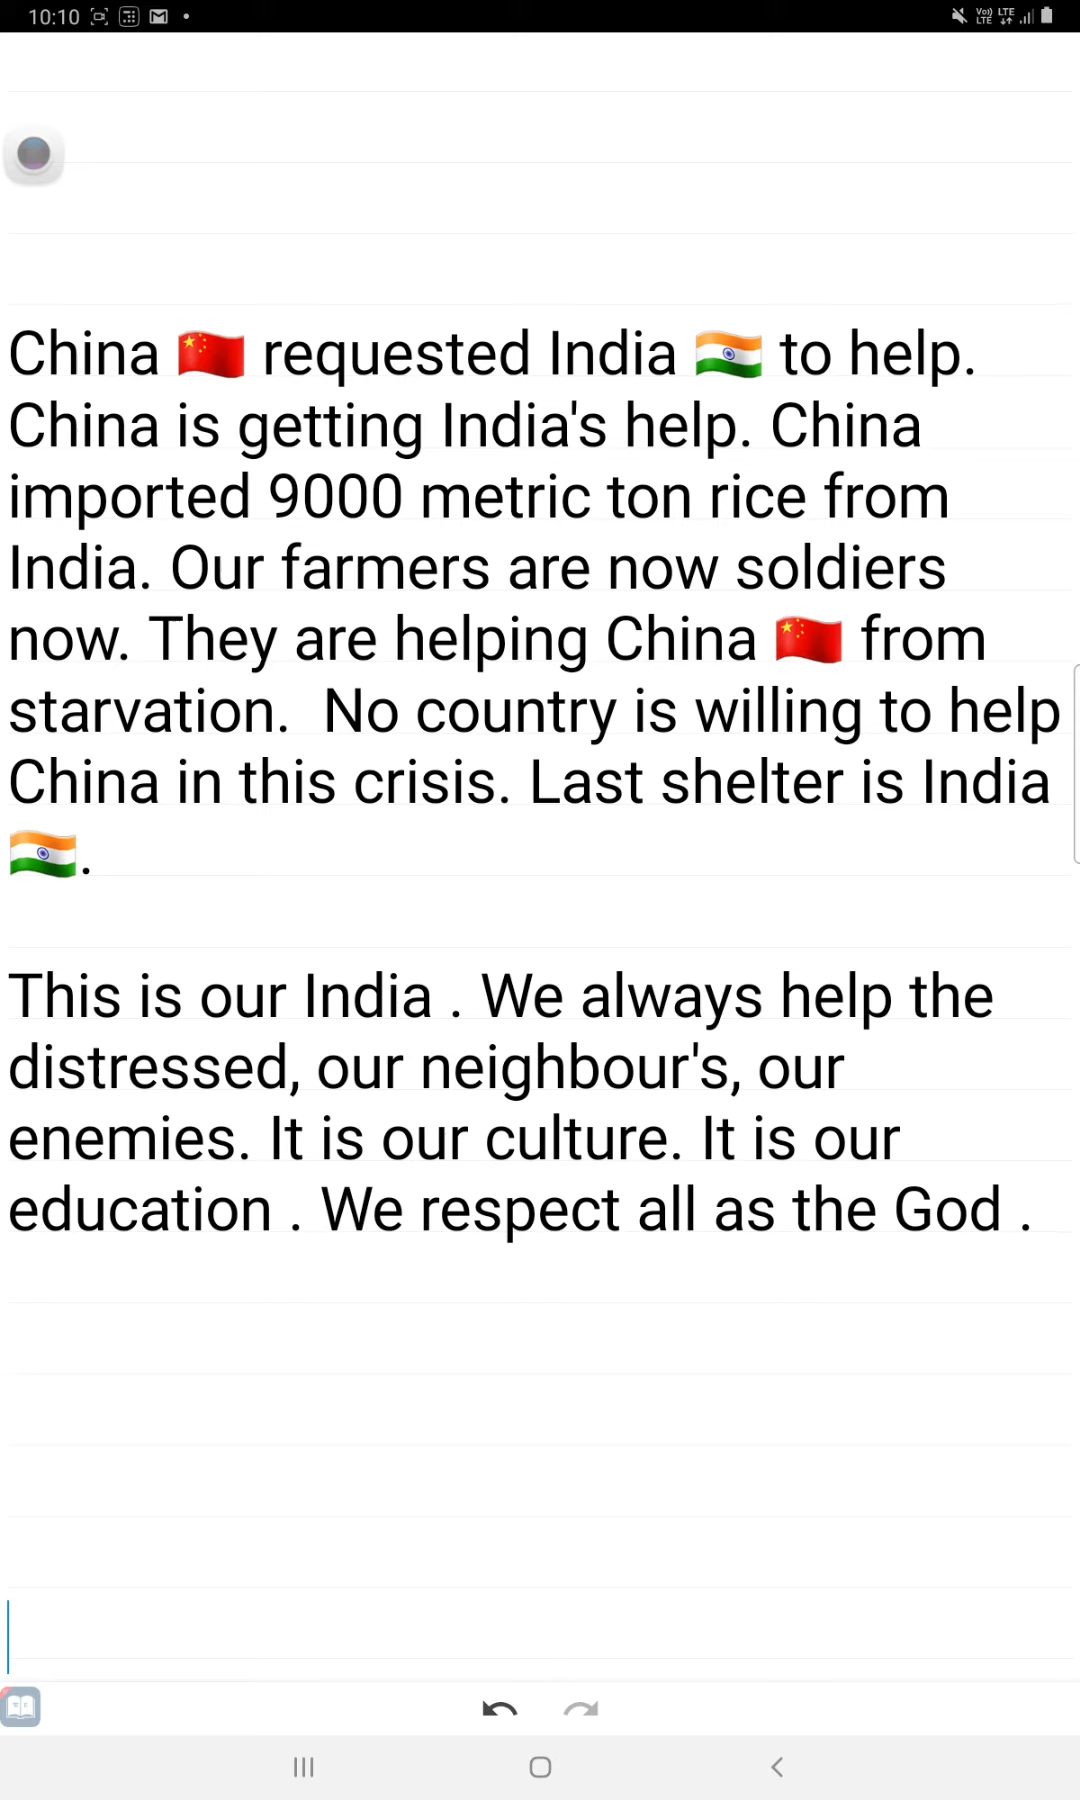 10:10
Vo)) LTE
LTE
China 🇨🇳 requested India 🇮🇳 to help.
China is getting India's help. China
imported 9000 metric ton rice from
India. Our farmers are now soldiers
now. They are helping China 🇨🇳 from
starvation.  No country is willing to help
China in this crisis. Last shelter is India
🇮🇳.
This is our India . We always help the
distressed, our neighbour's, our
enemies. It is our culture. It is our
education . We respect all as the God .